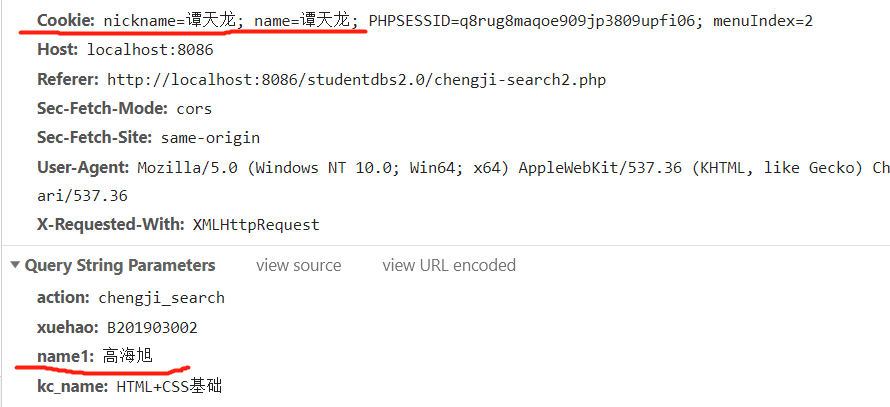 Cookie: nickname=谭天龙; name=谭天龙; PHPSESSID=q8rug8maqoe909jp3809upfi06; menuIndex=2
Host: localhost:8086
Referer: http://localhost:8086/studentdbs2.0/chengji-search2.php
Sec-Fetch-Mode: cors
Sec-Fetch-Site: same-origin
User-Agent: Mozilla/5.0 (Windows NT 10.0; Win64; x64) AppleWebKit/537.36 (KHTML, like Gecko) Ch
ari/537.36
X-Requested-With: XMLHttpRequest
Query String Parameters view source view URL encoded
action: chengji_search
xuehao: B201903002
name1: 高海旭
kc_name: HTML+CSS基础